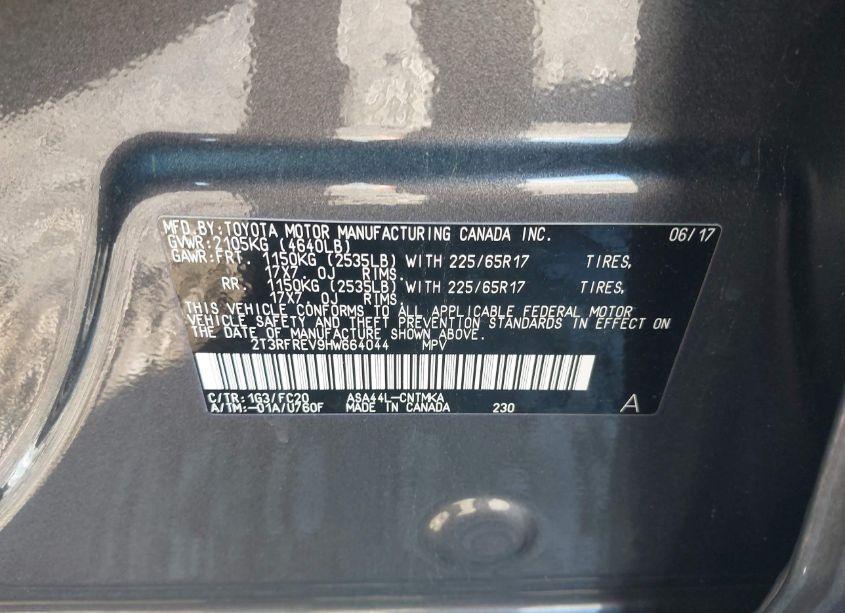 MFD.BY:TOYOTA MOTOR MANUFACTURING CANADA INC. 06/17
GVWR:2105KG (4640LB)
GAWR:FRT. 1150KG (2535LB) WITH 225/65R17 TIRES,
17X7.0J RIMS.
RR. 1150KG (2535LB) WITH 225/65R17 TIRES,
17X7.0J RIMS.
THIS VEHICLE CONFORMS TO ALL APPLICABLE FEDERAL MOTOR
VEHICLE SAFETY AND THEFT PREVENTION STANDARDS IN EFFECT ON
THE DATE OF MANUFACTURE SHOWN ABOVE.
2T3RFREV9HW664044 MPV
C/TR:1G3/FC20 ASA44L-CNTMKA
A/TM:-01A/U760F MADE IN CANADA 230 A